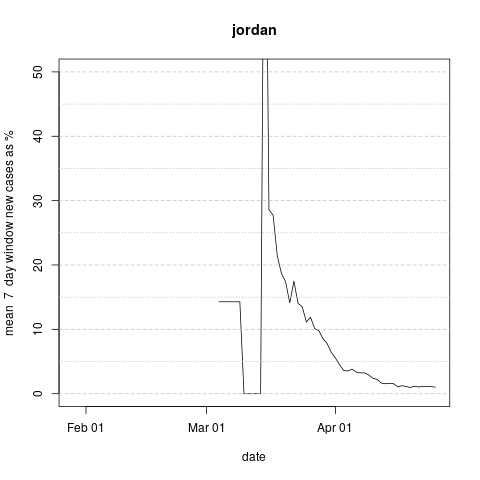 jordan
mean 7 day window new cases as %
50
40
30
20
10
0
Feb 01
Mar 01
Apr 01
date